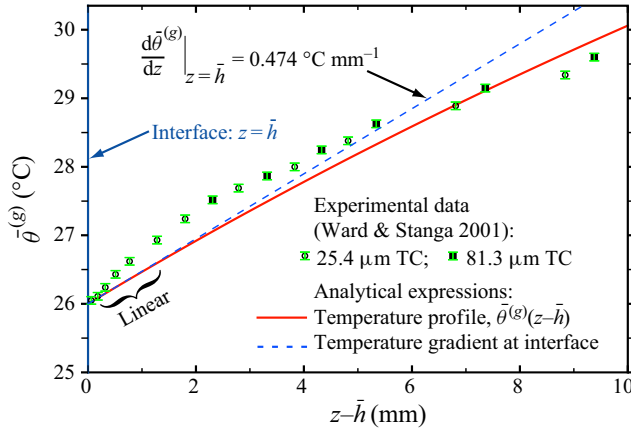 30
29
28
27
26
25
θ̄⁽ᵍ⁾ (°C)
dθ̄⁽ᵍ⁾/dz |z = h̄ = 0.474 °C mm⁻¹
Interface: z = h̄
Linear
Experimental data
(Ward & Stanga 2001):
25.4 μm TC; 81.3 μm TC
Analytical expressions:
Temperature profile, θ̄⁽ᵍ⁾(z–h̄)
Temperature gradient at interface
0 2 4 6 8 10
z–h̄ (mm)